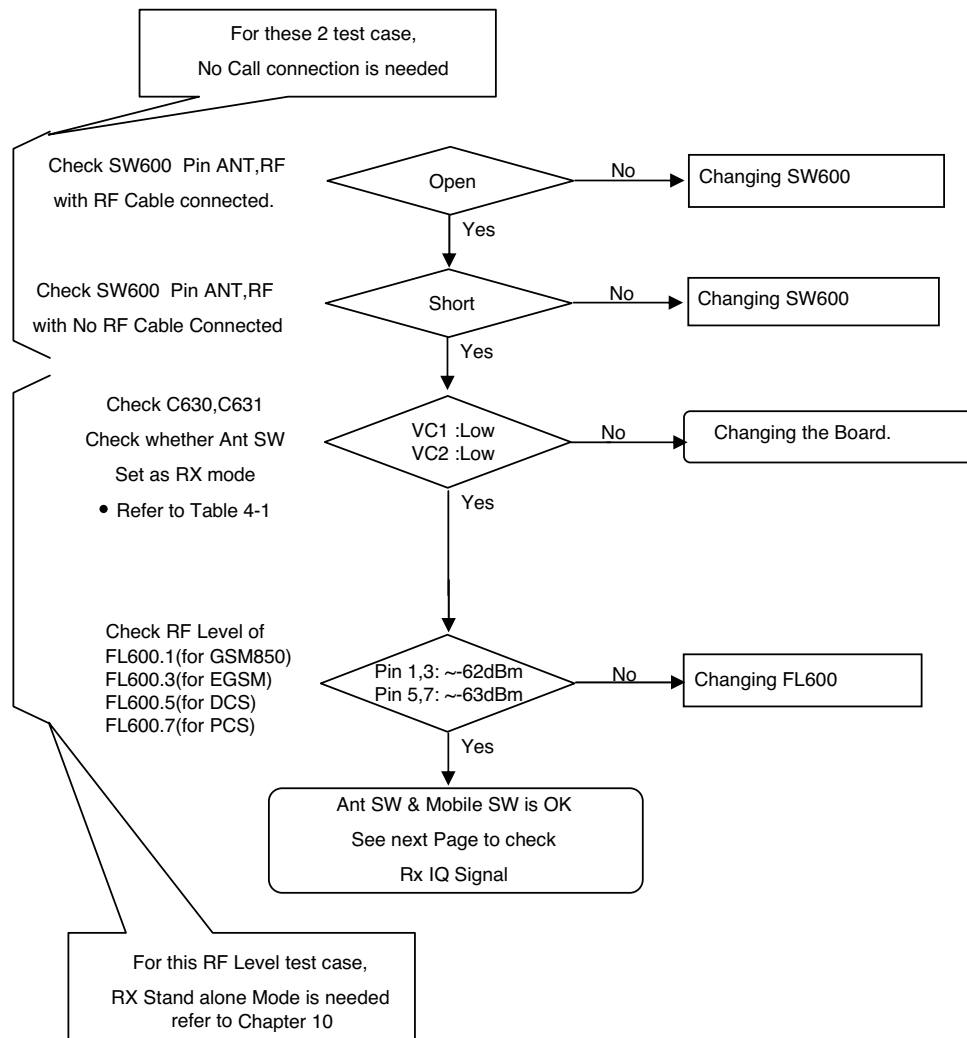 For these 2 test case,
No Call connection is needed
Check SW600 Pin ANT,RF
with RF Cable connected.
Open
No
Changing SW600
Yes
Check SW600 Pin ANT,RF
with No RF Cable Connected
Short
No
Changing SW600
Yes
Check C630,C631
Check whether Ant SW
Set as RX mode
• Refer to Table 4-1
VC1 :Low
VC2 :Low
No
Changing the Board.
Yes
Check RF Level of
FL600.1(for GSM850)
FL600.3(for EGSM)
FL600.5(for DCS)
FL600.7(for PCS)
Pin 1,3: ~-62dBm
Pin 5,7: ~-63dBm
No
Changing FL600
Yes
Ant SW & Mobile SW is OK
See next Page to check
Rx IQ Signal
For this RF Level test case,
RX Stand alone Mode is needed
refer to Chapter 10